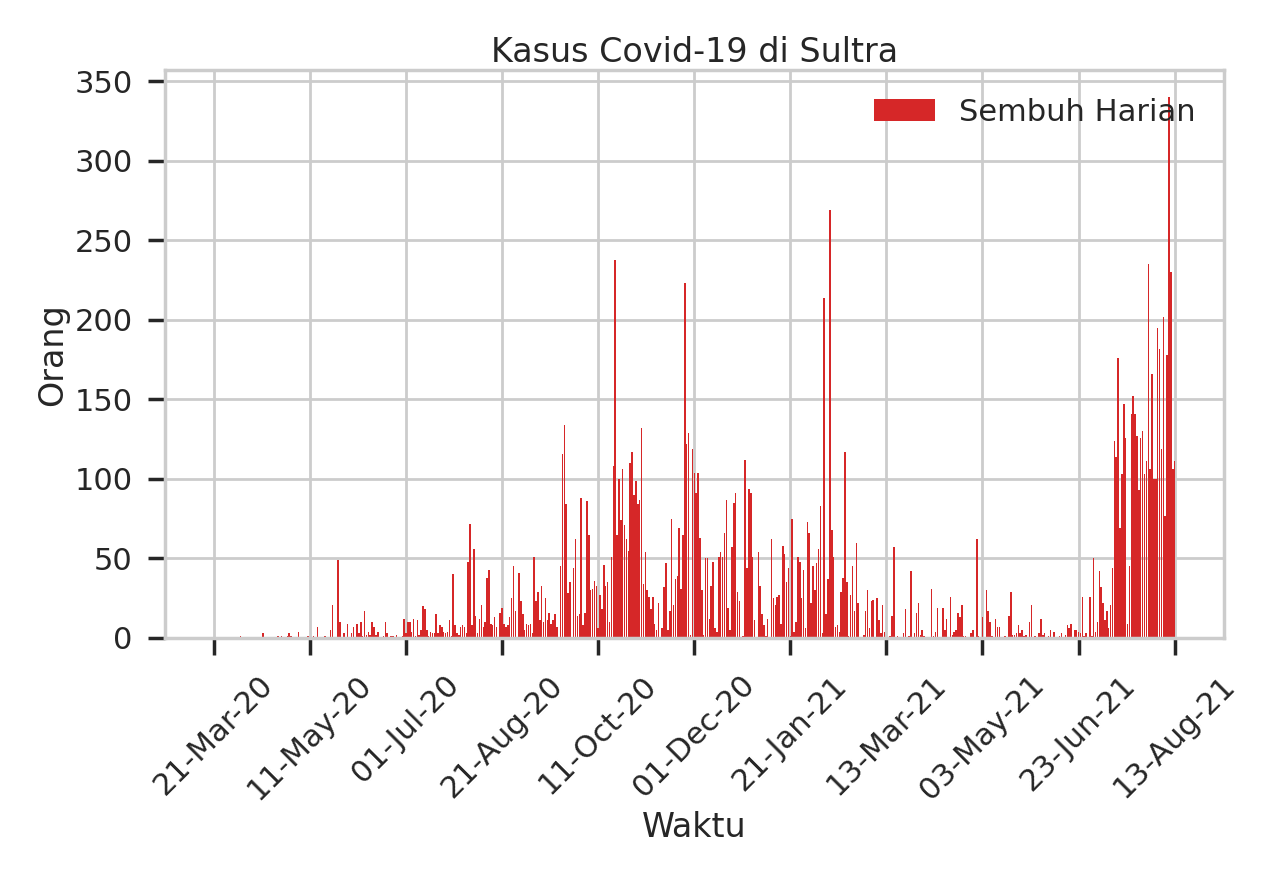 Kasus Covid-19 di Sultra
Sembuh Harian
Orang
350
300
250
200
150
100
50
0
21-Mar-20
11-May-20
01-Jul-20
21-Aug-20
11-Oct-20
01-Dec-20
21-Jan-21
13-Mar-21
03-May-21
23-Jun-21
13-Aug-21
Waktu